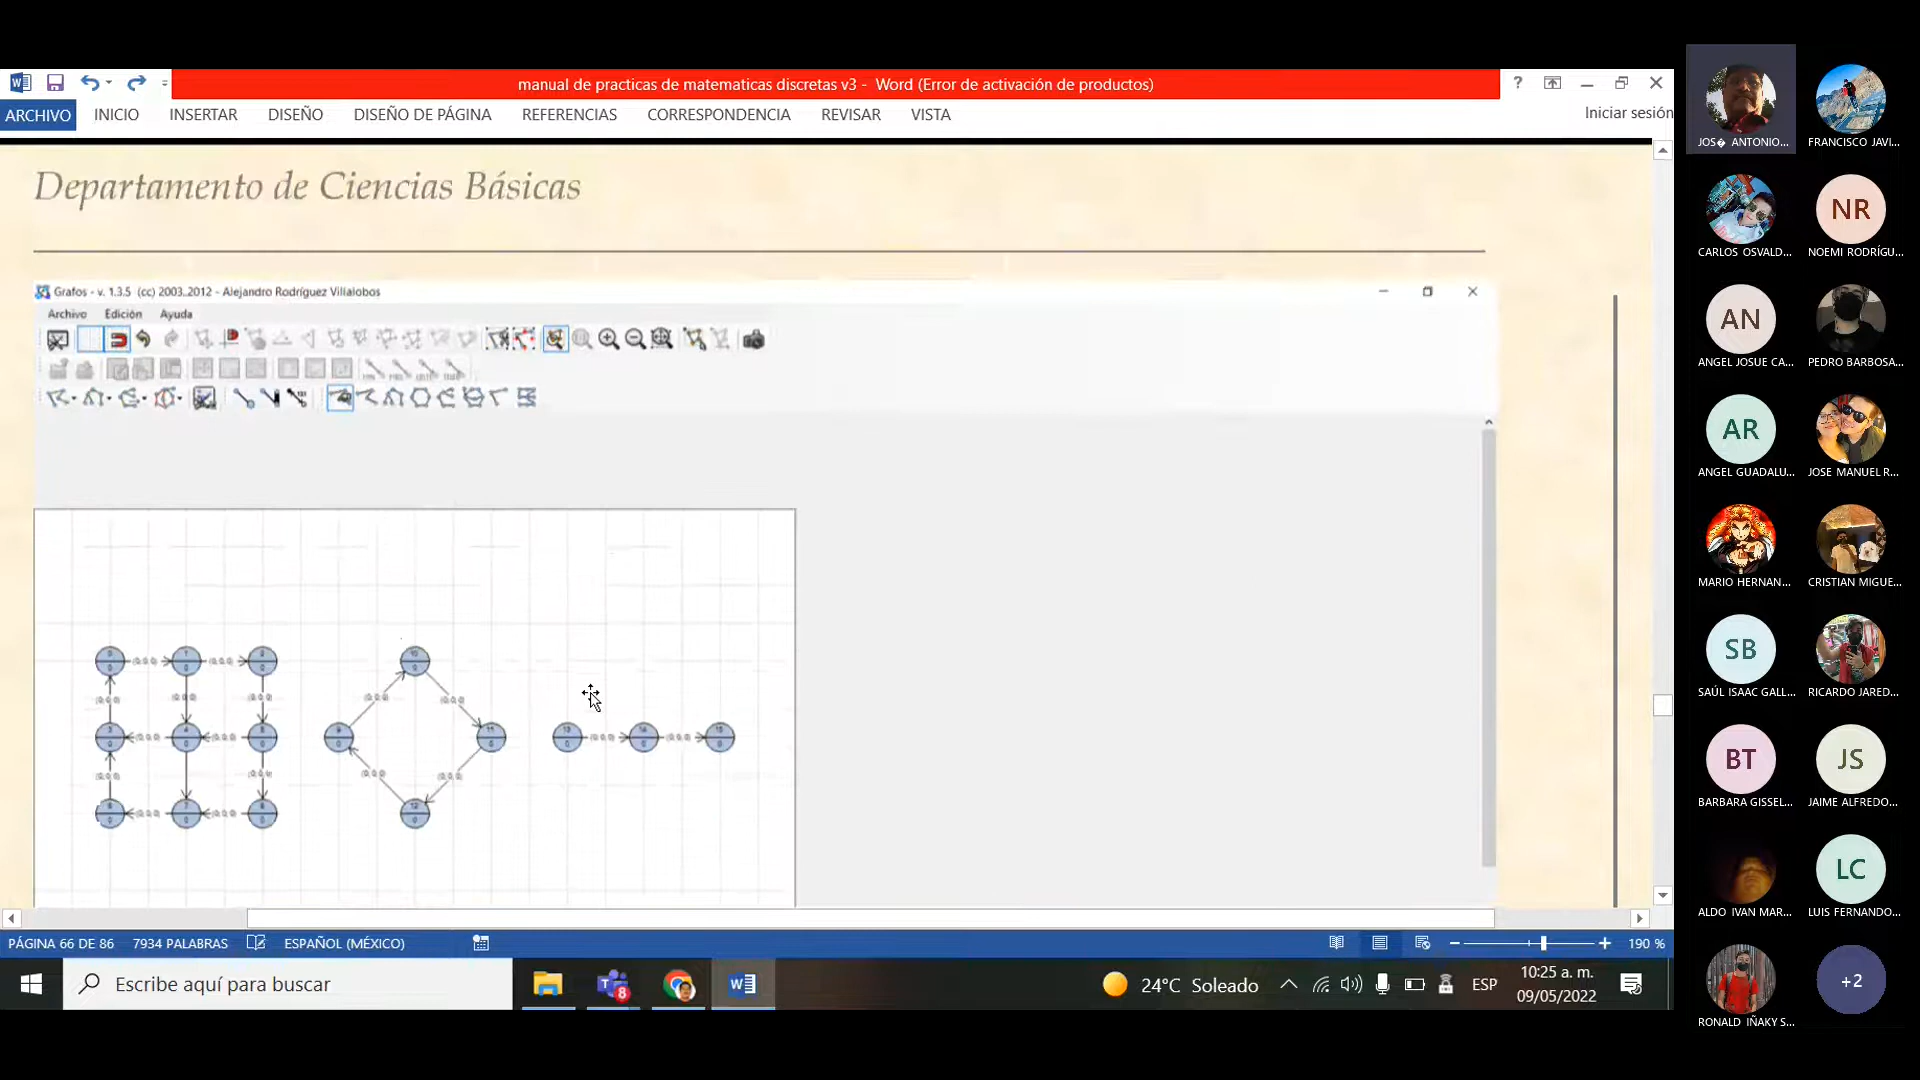 manual de practicas de matematicas discretas v3 - Word (Error de activación de productos)
ARCHIVO INICIO INSERTAR DISEÑO DISEÑO DE PÁGINA REFERENCIAS CORRESPONDENCIA REVISAR VISTA
Iniciar sesión
Departamento de Ciencias Básicas
Grafos - v. 1.3.5 (cc) 2003..2012 - Alejandro Rodríguez Villalobos
Archivo Edición Ayuda
PÁGINA 66 DE 86 7934 PALABRAS ESPAÑOL (MÉXICO) 190 %
Escribe aquí para buscar
8
24°C Soleado
ESP
10:25 a. m.
09/05/2022
JOS� ANTONIO...
FRANCISCO JAVI...
CARLOS OSVALD...
NR
NOEMI RODRÍGU...
AN
ANGEL JOSUE CA...
PEDRO BARBOSA...
AR
ANGEL GUADALU...
JOSE MANUEL R...
MARIO HERNAN...
CRISTIAN MIGUE...
SB
SAÚL ISAAC GALL...
RICARDO JARED...
BT
BARBARA GISSEL...
JS
JAIME ALFREDO...
ALDO IVAN MAR...
LC
LUIS FERNANDO...
RONALD IÑAKY S...
+2